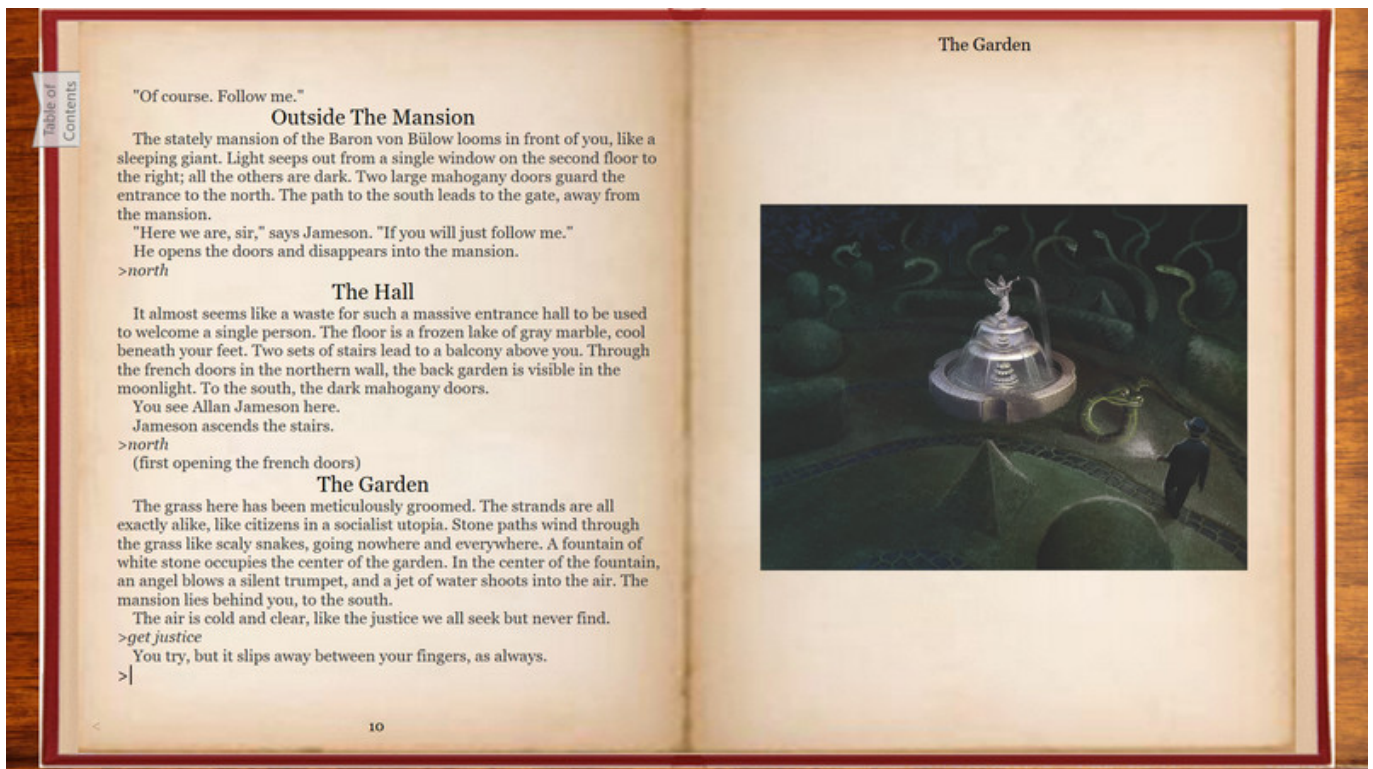 Table of
Contents
"Of course. Follow me."
Outside The Mansion
The stately mansion of the Baron von Bülow looms in front of you, like a
sleeping giant. Light seeps out from a single window on the second floor to
the right; all the others are dark. Two large mahogany doors guard the
entrance to the north. The path to the south leads to the gate, away from
the mansion.
"Here we are, sir," says Jameson. "If you will just follow me."
He opens the doors and disappears into the mansion.
>north
The Hall
It almost seems like a waste for such a massive entrance hall to be used
to welcome a single person. The floor is a frozen lake of gray marble, cool
beneath your feet. Two sets of stairs lead to a balcony above you. Through
the french doors in the northern wall, the back garden is visible in the
moonlight. To the south, the dark mahogany doors.
You see Allan Jameson here.
Jameson ascends the stairs.
>north
(first opening the french doors)
The Garden
The grass here has been meticulously groomed. The strands are all
exactly alike, like citizens in a socialist utopia. Stone paths wind through
the grass like scaly snakes, going nowhere and everywhere. A fountain of
white stone occupies the center of the garden. In the center of the fountain,
an angel blows a silent trumpet, and a jet of water shoots into the air. The
mansion lies behind you, to the south.
The air is cold and clear, like the justice we all seek but never find.
>get justice
You try, but it slips away between your fingers, as always.
>
<
10
The Garden